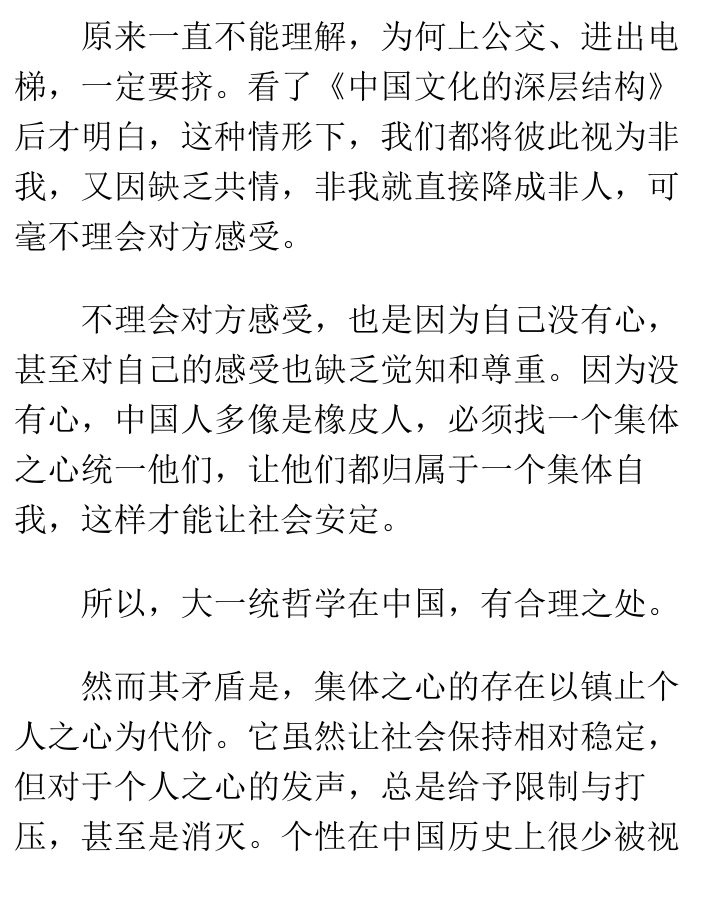 原来一直不能理解，为何上公交、进出电
梯，一定要挤。看了《中国文化的深层结构》
后才明白，这种情形下，我们都将彼此视为非
我，又因缺乏共情，非我就直接降成非人，可
毫不理会对方感受。
不理会对方感受，也是因为自己没有心，
甚至对自己的感受也缺乏觉知和尊重。因为没
有心，中国人多像是橡皮人，必须找一个集体
之心统一他们，让他们都归属于一个集体自
我，这样才能让社会安定。
所以，大一统哲学在中国，有合理之处。
然而其矛盾是，集体之心的存在以镇止个
人之心为代价。它虽然让社会保持相对稳定，
但对于个人之心的发声，总是给予限制与打
压，甚至是消灭。个性在中国历史上很少被视